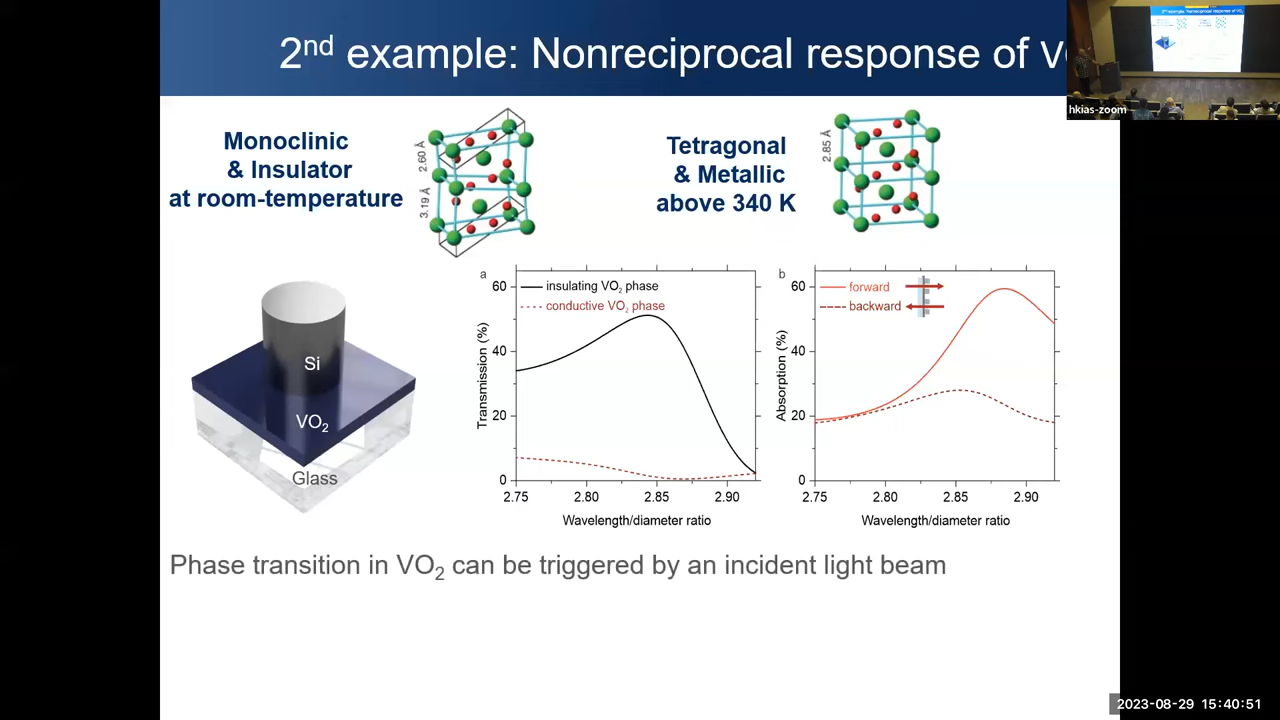 2nd example: Nonreciprocal response of
hkias-zoom
Monoclinic
& Insulator
at room-temperature
2.60 Å
3.19 Å
Tetragonal
& Metallic
above 340 K
2.85 Å
Si
VO2
Glass
a
insulating VO2 phase
conductive VO2 phase
Transmission (%)
60
40
20
0
2.75 2.80 2.85 2.90
Wavelength/diameter ratio
b
forward
backward
Absorption (%)
60
40
20
0
2.75 2.80 2.85 2.90
Wavelength/diameter ratio
Phase transition in VO2 can be triggered by an incident light beam
2023-08-29 15:40:51